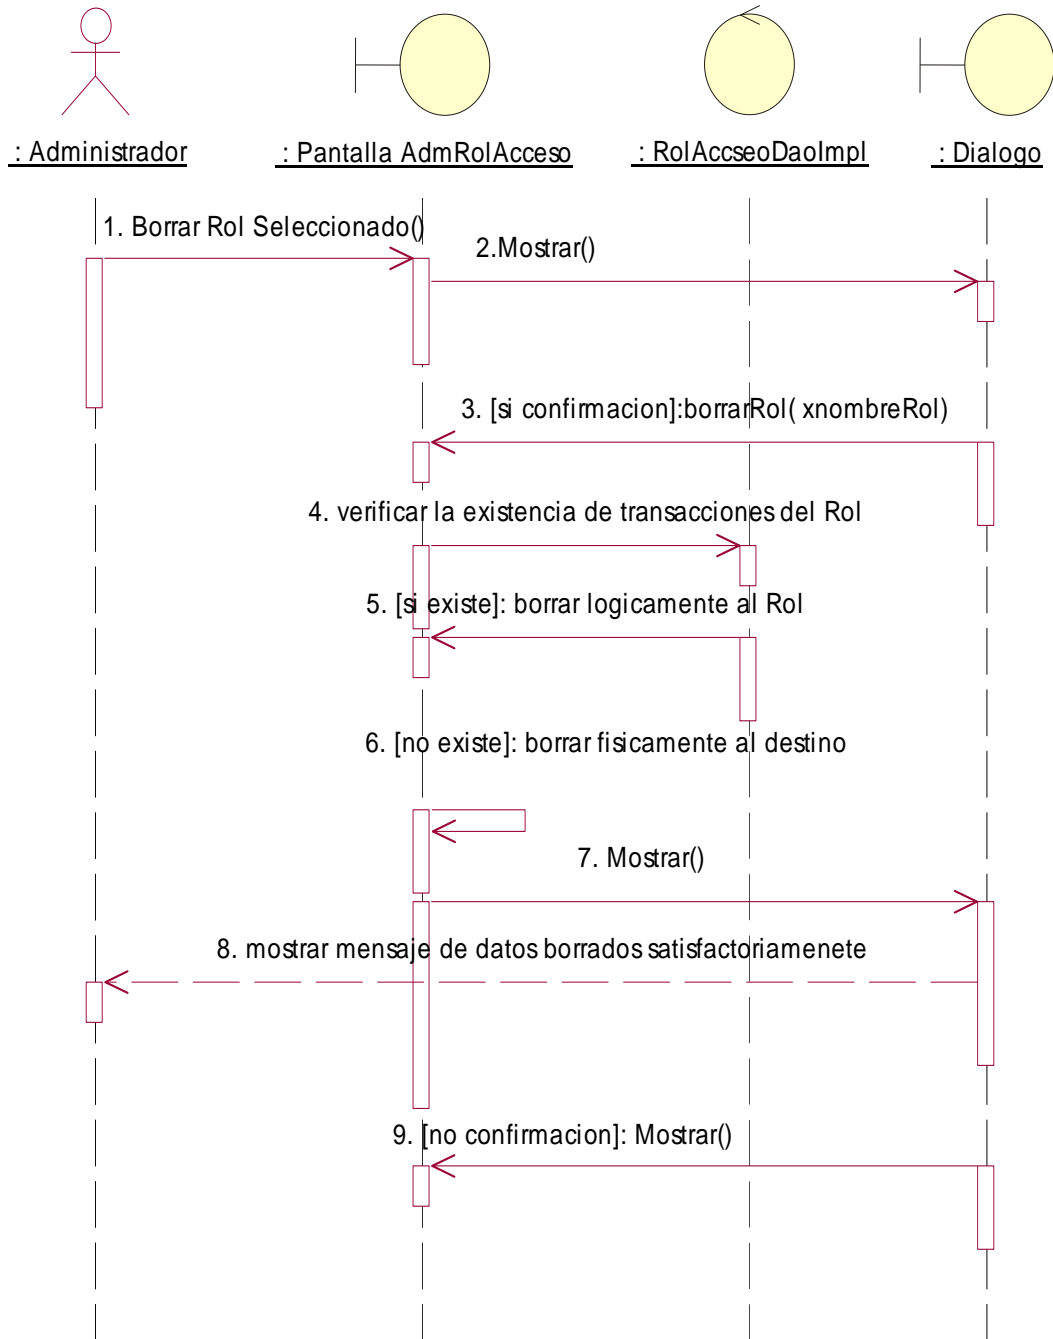 : Administrador
: Pantalla AdmRolAcceso
: RolAccseoDaoImpl
: Dialogo
1. Borrar Rol Seleccionado()
2.Mostrar()
3. [si confirmacion]:borrarRol( xnombreRol)
4. verificar la existencia de transacciones del Rol
5. [si existe]: borrar logicamente al Rol
6. [no existe]: borrar fisicamente al destino
7. Mostrar()
8. mostrar mensaje de datos borrados satisfactoriamenete
9. [no confirmacion]: Mostrar()